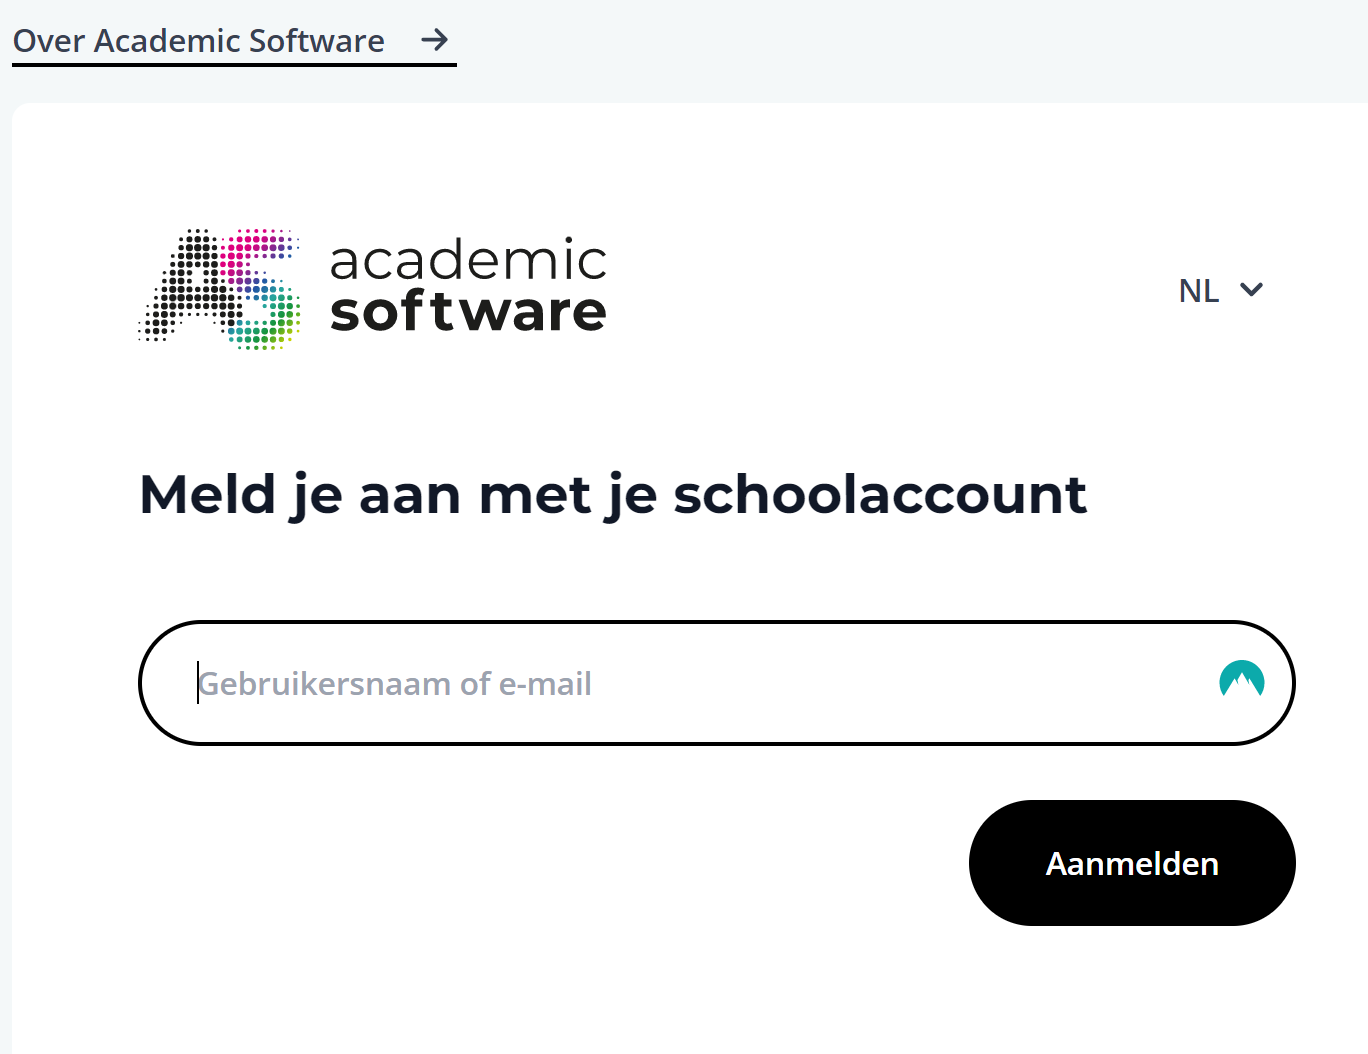 Over Academic Software
academic
software
NL
Meld je aan met je schoolaccount
Gebruikersnaam of e-mail
Aanmelden